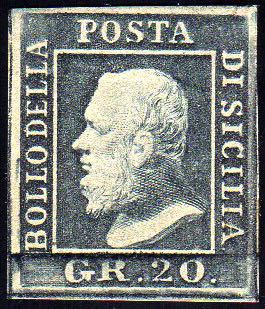 BOLLO DELLA
POSTA
DI SICILIA
GR. 20.